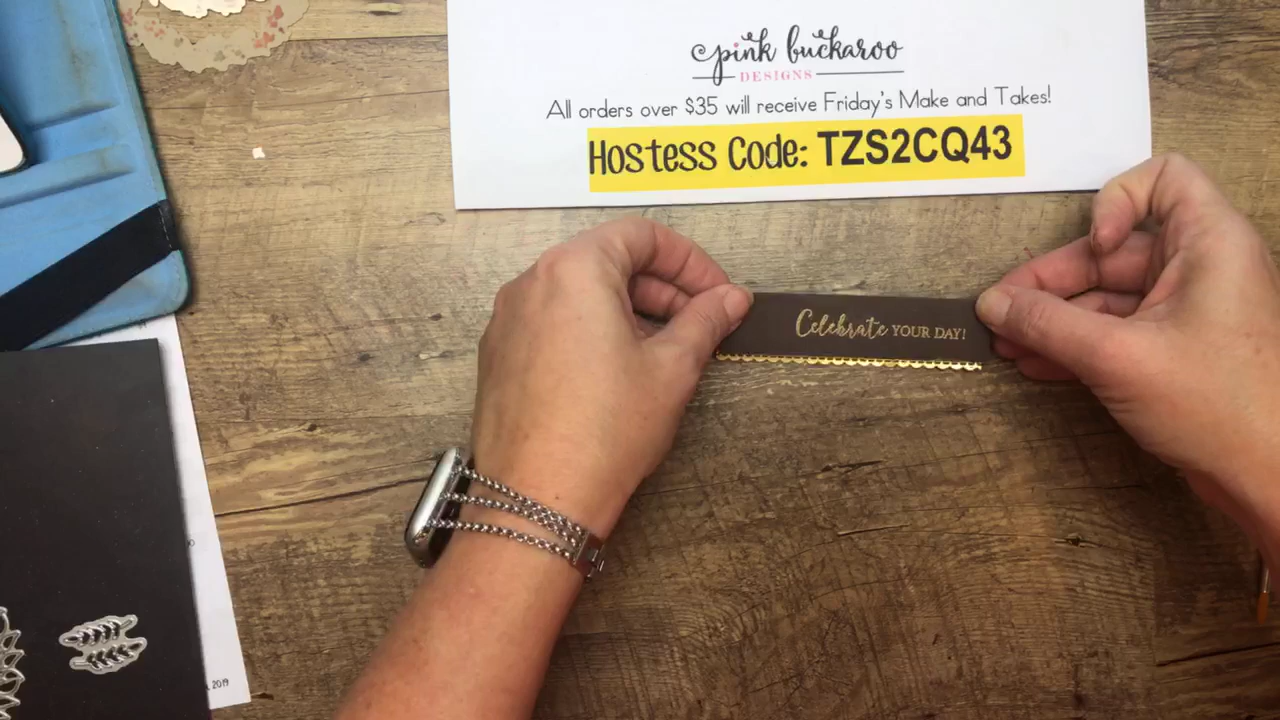 pink buckaroo
DESIGNS
All orders over $35 will receive Friday's Make and Takes!
Hostess Code: TZS2CQ43
Celebrate YOUR DAY!
2019